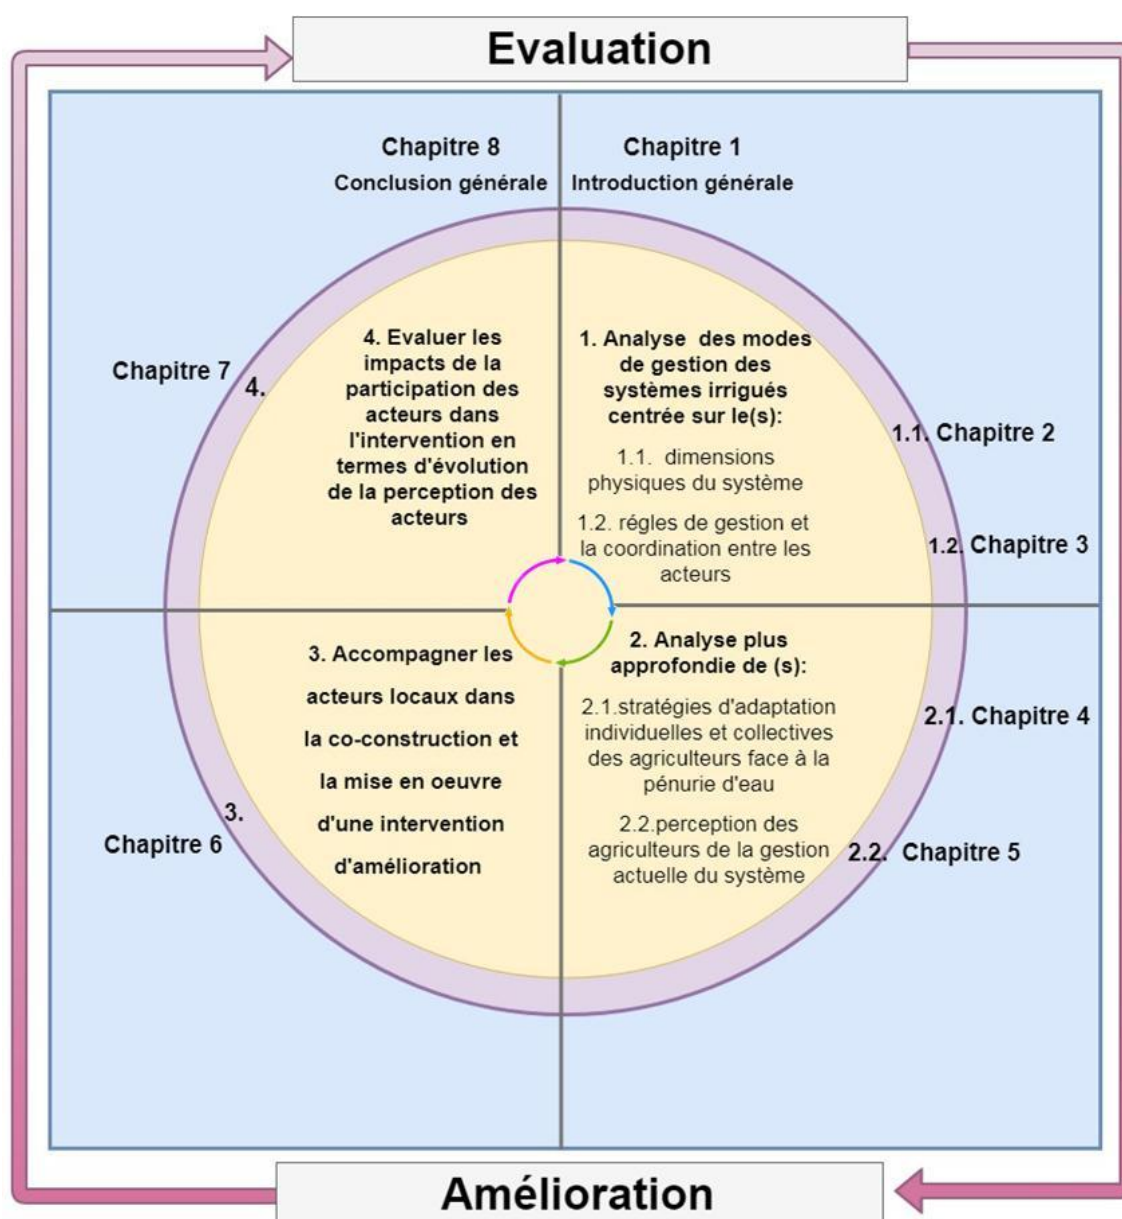 Evaluation
Chapitre 8
Conclusion générale
Chapitre 1
Introduction générale
4. Evaluer les
impacts de la
participation des
acteurs dans
l'intervention en
termes d'évolution
de la perception des
acteurs
Chapitre 7
4.
1. Analyse des modes
de gestion des
systèmes irrigués
centrée sur le(s):
1.1. dimensions
physiques du système
1.2. régles de gestion et
la coordination entre les
acteurs
1.1. Chapitre 2
1.2. Chapitre 3
2. Analyse plus
approfondie de (s):
2.1.stratégies d'adaptation
individuelles et collectives
des agriculteurs face à la
pénurie d'eau
2.2.perception des
agriculteurs de la gestion
actuelle du système
2.1. Chapitre 4
2.2. Chapitre 5
3. Accompagner les
acteurs locaux dans
la co-construction et
la mise en oeuvre
d'une intervention
d'amélioration
3.
Chapitre 6
Amélioration